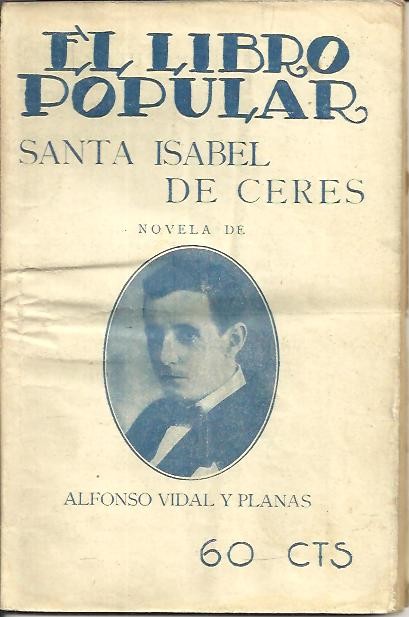 EL LIBRO
POPULAR
SANTA ISABEL
DE CERES
NOVELA DE
ALFONSO VIDAL Y PLANAS
60 CTS